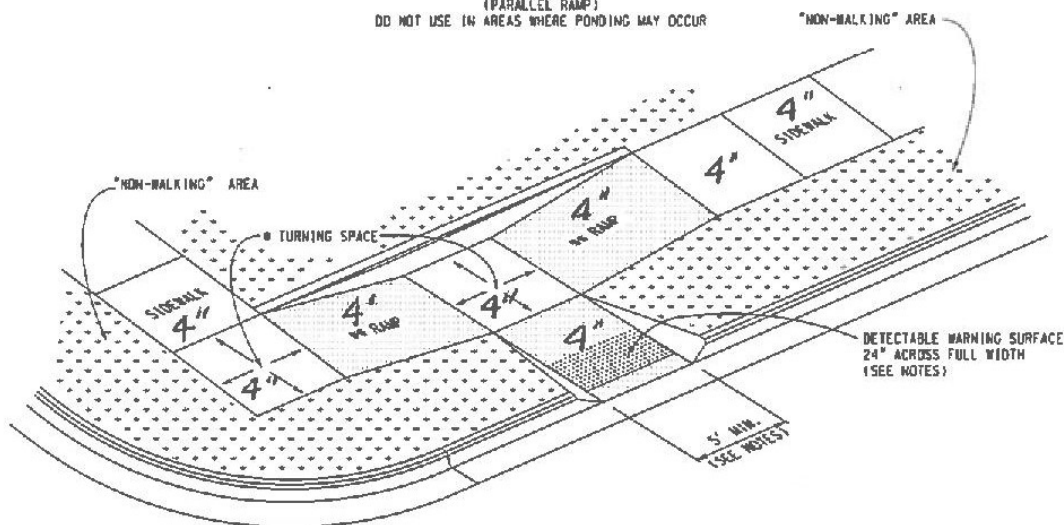 (PARALLEL RAMP)
DO NOT USE IN AREAS WHERE PONDING MAY OCCUR
"NON-WALKING" AREA
4"
SIDEWALK
4"
4"
** RAMP
"NON-WALKING" AREA
* TURNING SPACE
SIDEWALK
4"
4"
** RAMP
4"
4"
4"
DETECTABLE WARNING SURFACE
24" ACROSS FULL WIDTH
(SEE NOTES)
5' MIN.
(SEE NOTES)